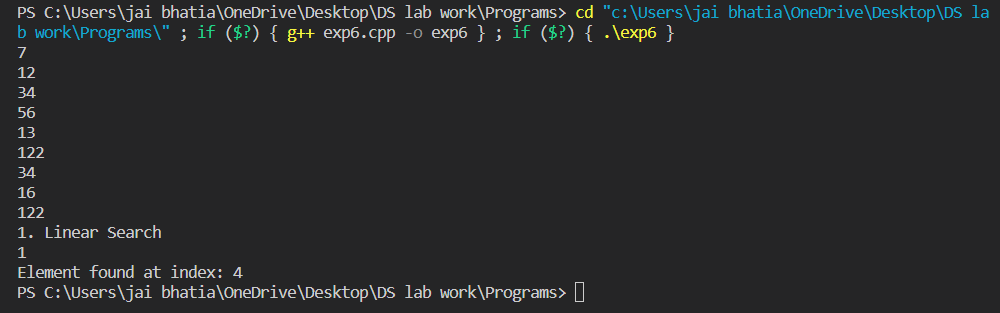 PS C:\Users\jai bhatia\OneDrive\Desktop\DS lab work\Programs> cd "c:\Users\jai bhatia\OneDrive\Desktop\DS la
b work\Programs\" ; if ($?) { g++ exp6.cpp -o exp6 } ; if ($?) { .\exp6 }
7
12
34
56
13
122
34
16
122
1. Linear Search
1
Element found at index: 4
PS C:\Users\jai bhatia\OneDrive\Desktop\DS lab work\Programs>